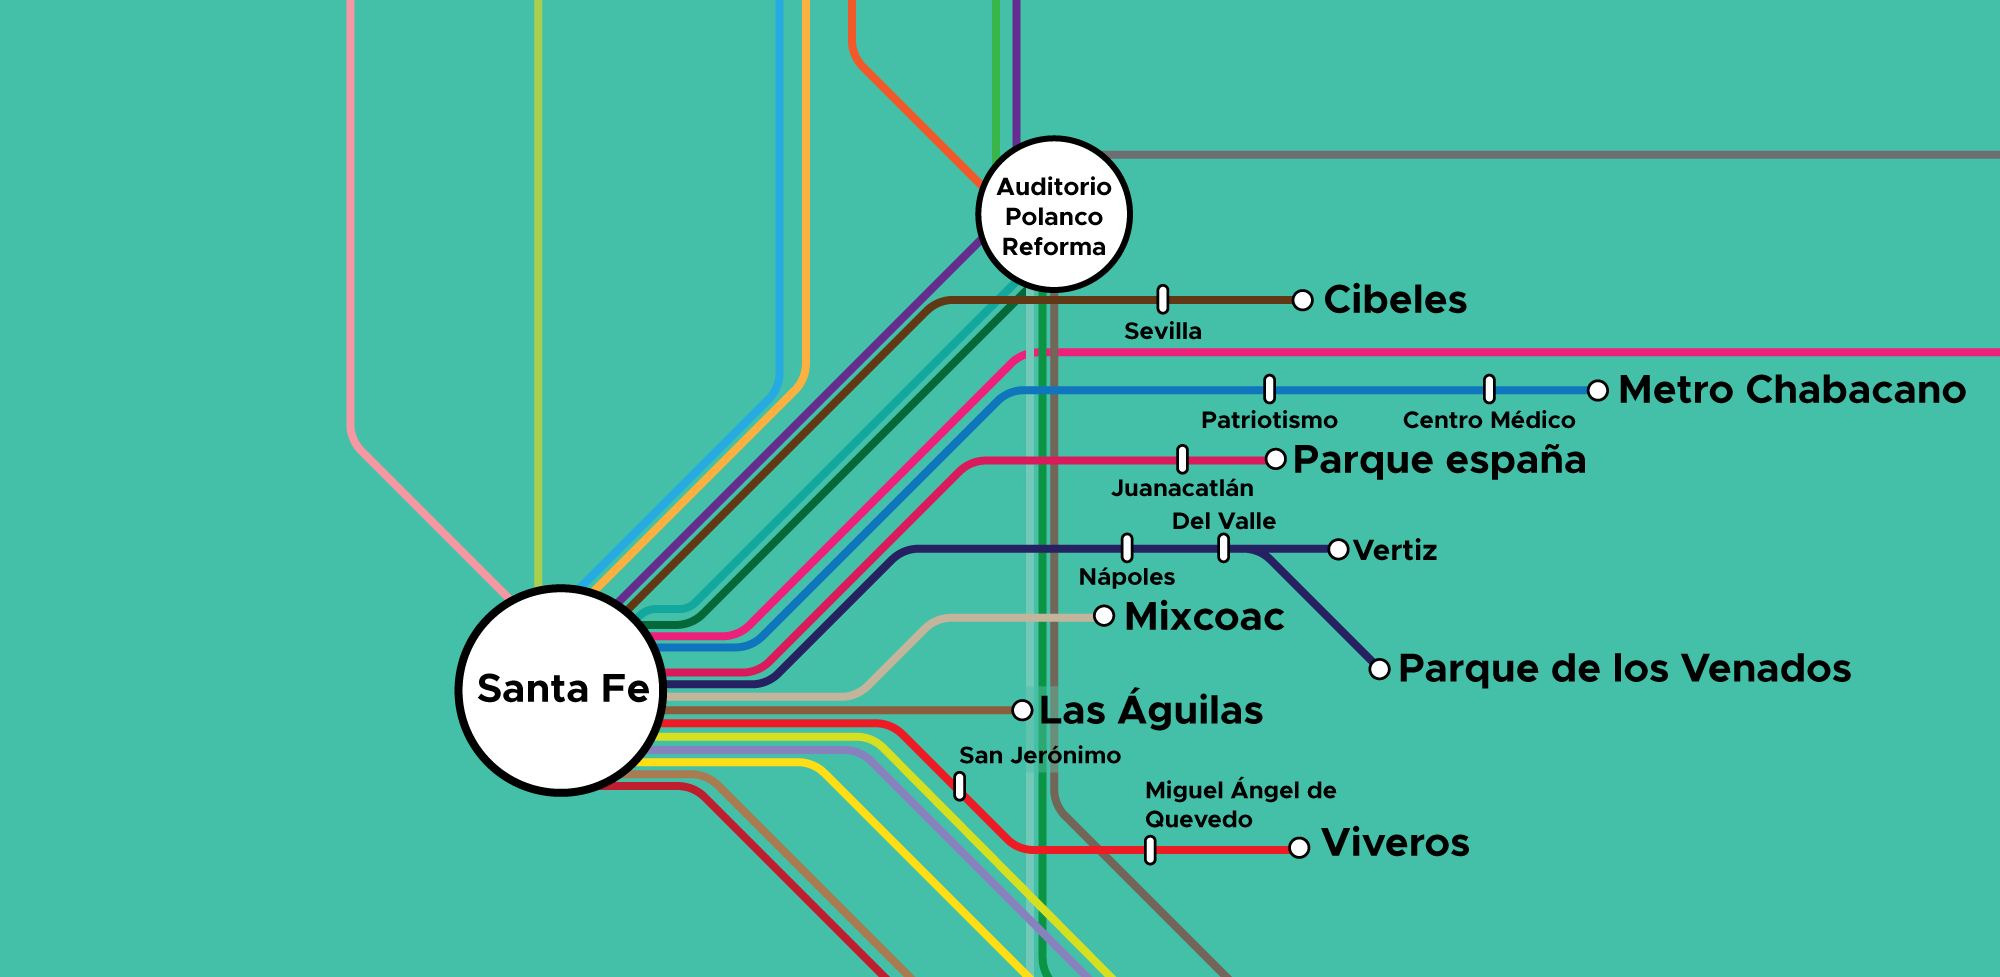 Auditorio
Polanco
Reforma
Cibeles
Sevilla
Metro Chabacano
Patriotismo
Centro Médico
Parque españa
Juanacatlán
Del Valle
Vertiz
Nápoles
Mixcoac
Parque de los Venados
Santa Fe
Las Águilas
San Jerónimo
Miguel Ángel de
Quevedo
Viveros